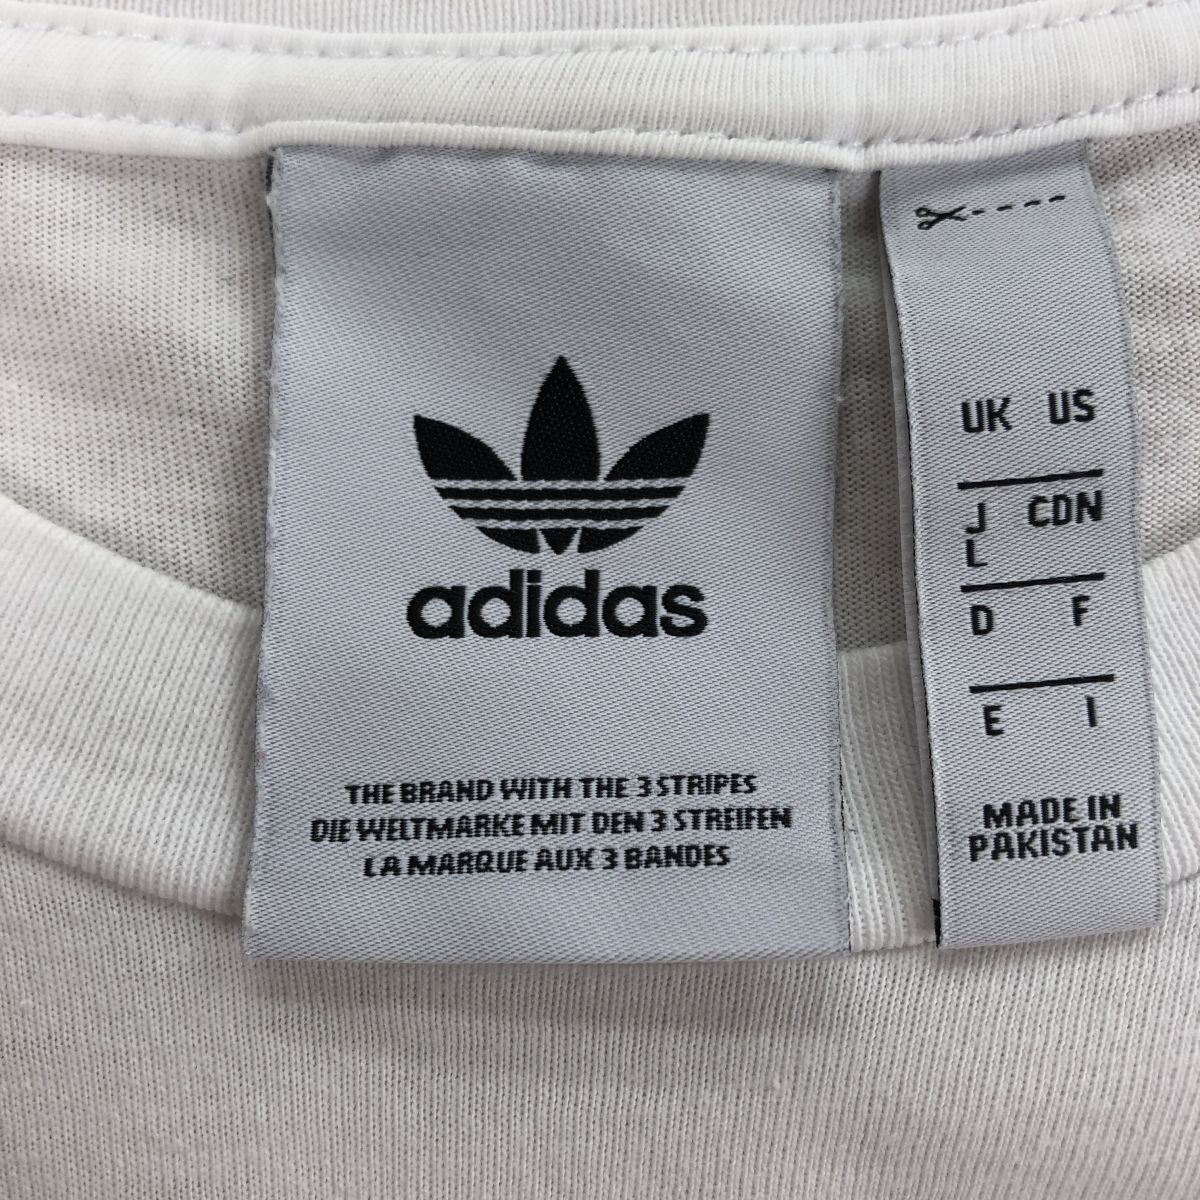 adidas
THE BRAND WITH THE 3 STRIPES
DIE WELTMARKE MIT DEN 3 STREIFEN
LA MARQUE AUX 3 BANDES
UK US
J CDN
L
D F
E I
MADE IN
PAKISTAN